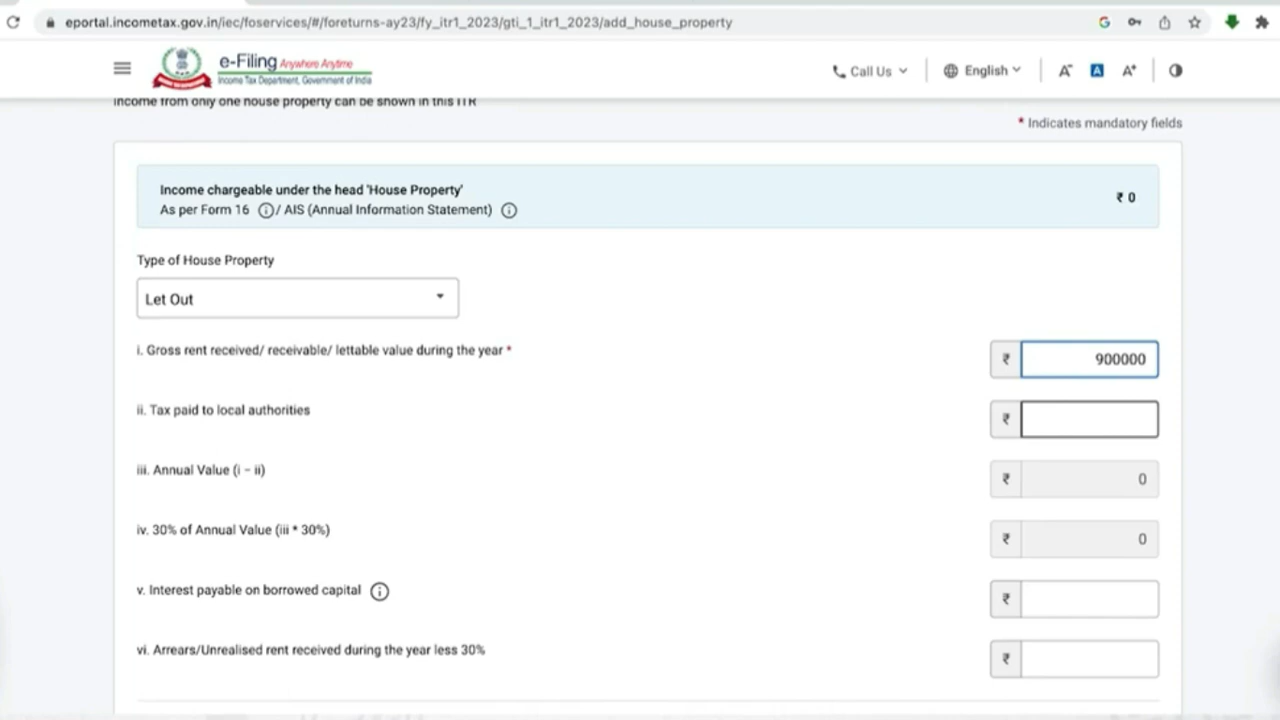 eportal.incometax.gov.in/iec/foservices/#/foreturns-ay23/fy_itr1_2023/gti_1_itr1_2023/add_house_property
e-Filing Anywhere Anytime
Income Tax Department, Government of India
Call Us
English
A-
A
A+
Income from only one house property can be shown in this ITR
* Indicates mandatory fields
Income chargeable under the head 'House Property'
₹ 0
As per Form 16 / AIS (Annual Information Statement)
Type of House Property
Let Out
i. Gross rent received/ receivable/ lettable value during the year *
₹ 900000
ii. Tax paid to local authorities
₹
iii. Annual Value (i - ii)
₹ 0
iv. 30% of Annual Value (iii * 30%)
₹ 0
v. Interest payable on borrowed capital
₹
vi. Arrears/Unrealised rent received during the year less 30%
₹